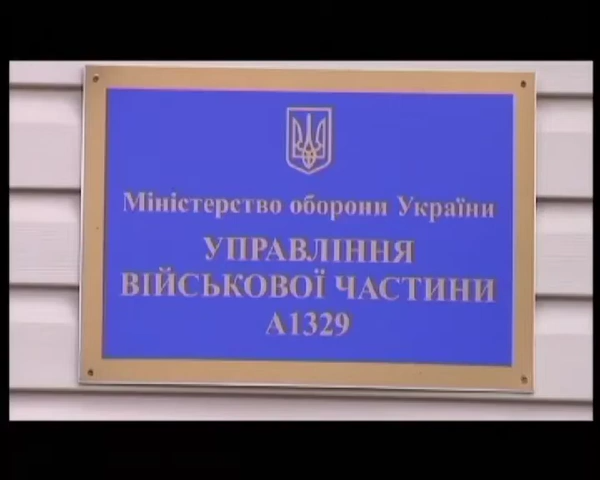 Міністерство оборони України
УПРАВЛІННЯ
ВІЙСЬКОВОЇ ЧАСТИНИ
А1329